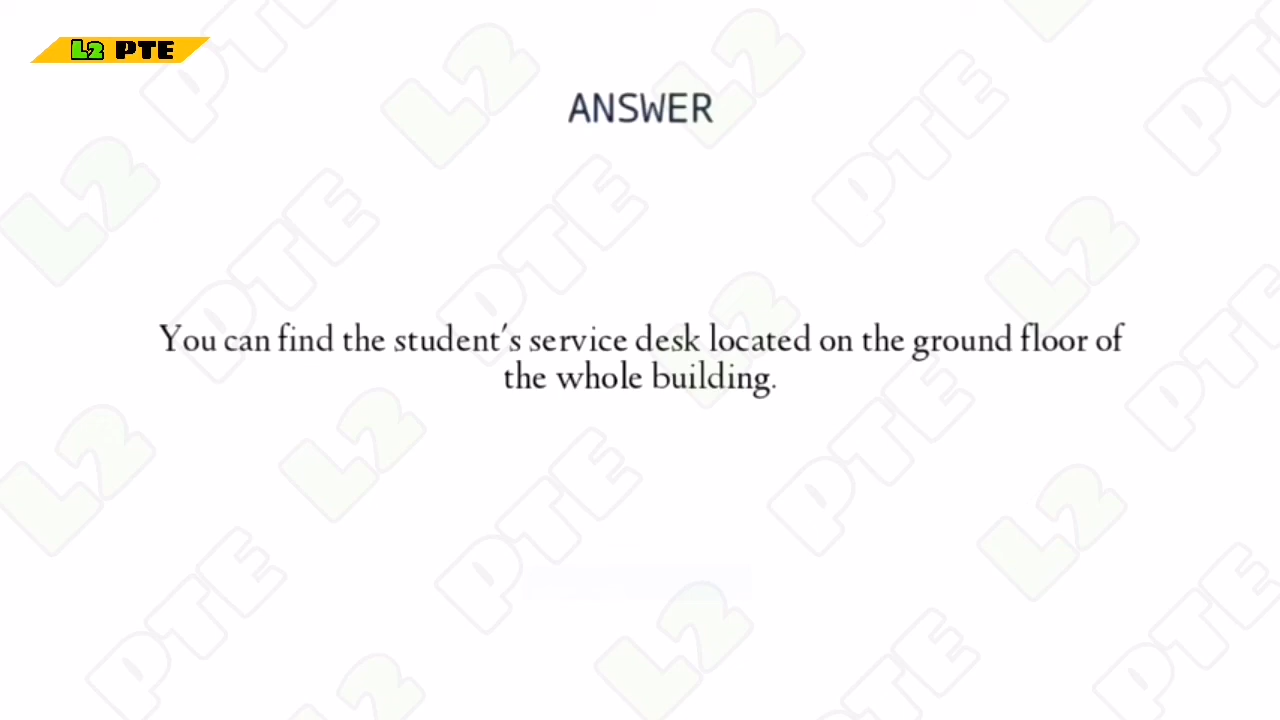 L2 PTE
ANSWER
You can find the student's service desk located on the ground floor of
the whole building.